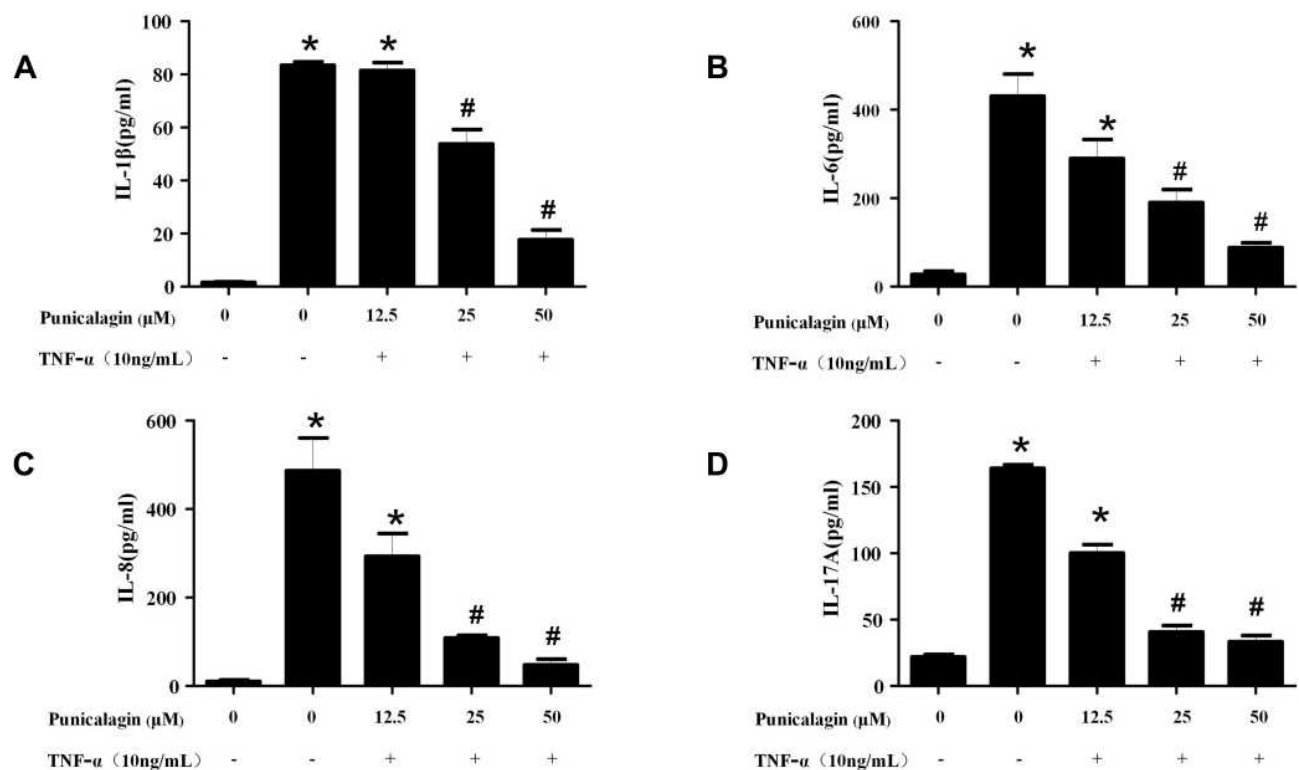 A
IL-1β(pg/ml)
100
80
60
40
20
0
* * # #
Punicalagin (μM) 0 0 12.5 25 50
TNF-α（10ng/mL） - - + + +
B
IL-6(pg/ml)
600
400
200
0
* * # #
Punicalagin (μM) 0 0 12.5 25 50
TNF-α（10ng/mL） - - + + +
C
IL-8(pg/ml)
600
400
200
0
* * # #
Punicalagin (μM) 0 0 12.5 25 50
TNF-α（10ng/mL） - - + + +
D
IL-17A(pg/ml)
200
150
100
50
0
* * # #
Punicalagin (μM) 0 0 12.5 25 50
TNF-α（10ng/mL） - - + + +